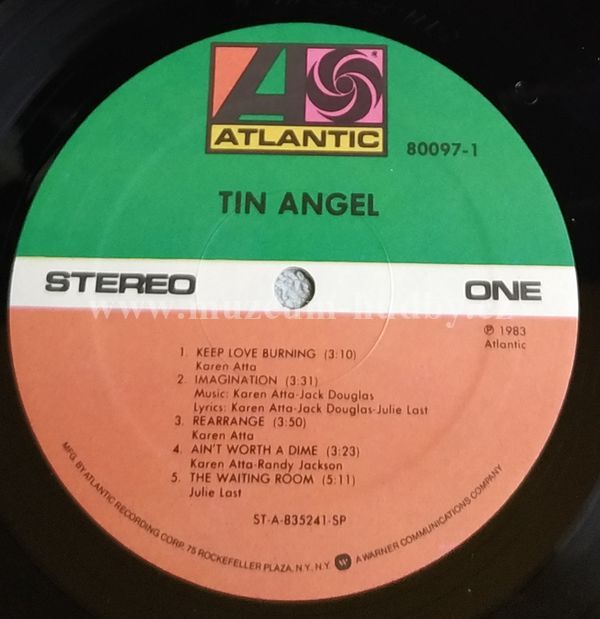 ATLANTIC
80097-1
TIN ANGEL
STEREO
ONE
www.muzeum-hudby.cz
℗ 1983
Atlantic
1. KEEP LOVE BURNING (3:10)
Karen Atta
2. IMAGINATION (3:31)
Music: Karen Atta-Jack Douglas
Lyrics: Karen Atta-Jack Douglas-Julie Last
3. REARRANGE (3:50)
Karen Atta
4. AIN'T WORTH A DIME (3:23)
Karen Atta-Randy Jackson
5. THE WAITING ROOM (5:11)
Julie Last
ST-A-835241-SP
MFG. BY ATLANTIC RECORDING CORP. 75 ROCKEFELLER PLAZA, N.Y. N.Y. A WARNER COMMUNICATIONS COMPANY